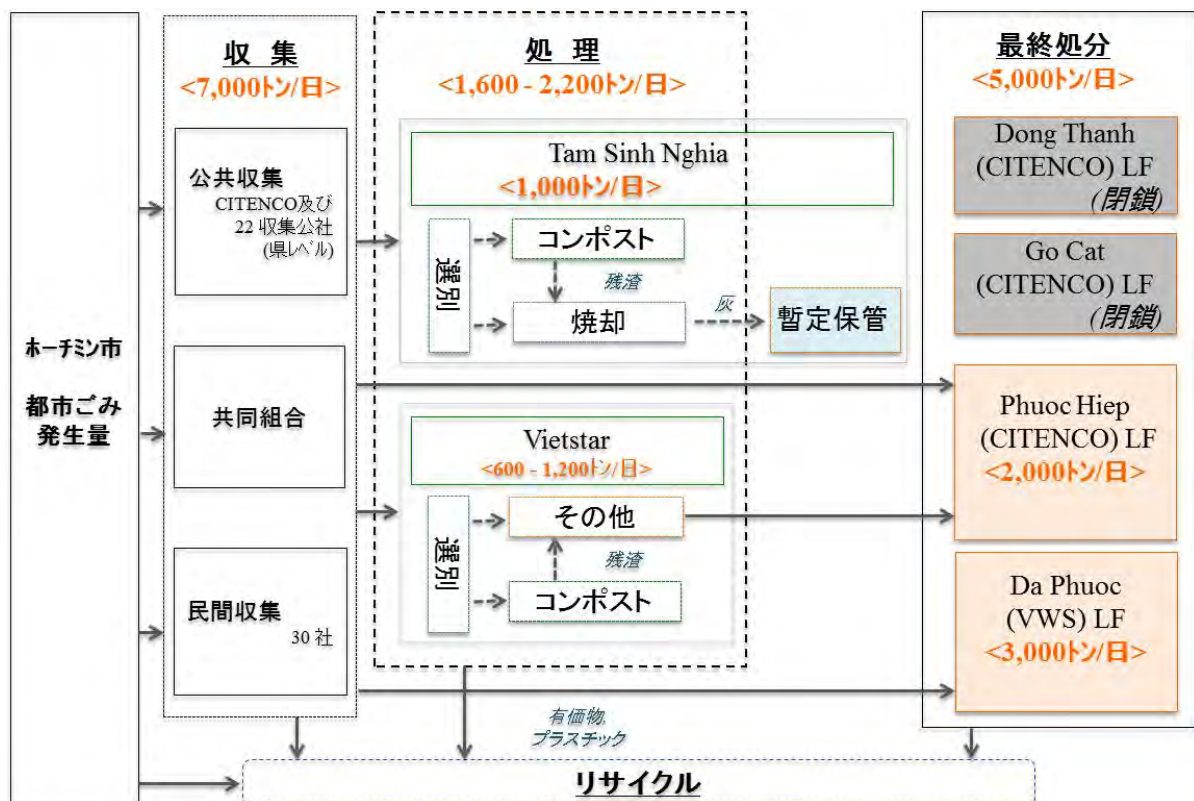 ホーチミン市
都市ごみ
発生量
収 集
<7,000トン/日>
公共収集
CITENCO及び
22 収集公社
(県レベル)
共同組合
民間収集
30 社
処 理
<1,600 - 2,200トン/日>
Tam Sinh Nghia
<1,000トン/日>
選別
コンポスト
残渣
焼却
灰
暫定保管
Vietstar
<600 - 1,200トン/日>
選別
その他
残渣
コンポスト
最終処分
<5,000トン/日>
Dong Thanh
(CITENCO) LF
(閉鎖)
Go Cat
(CITENCO) LF
(閉鎖)
Phuoc Hiep
(CITENCO) LF
<2,000トン/日>
Da Phuoc
(VWS) LF
<3,000トン/日>
有価物,
プラスチック
リサイクル